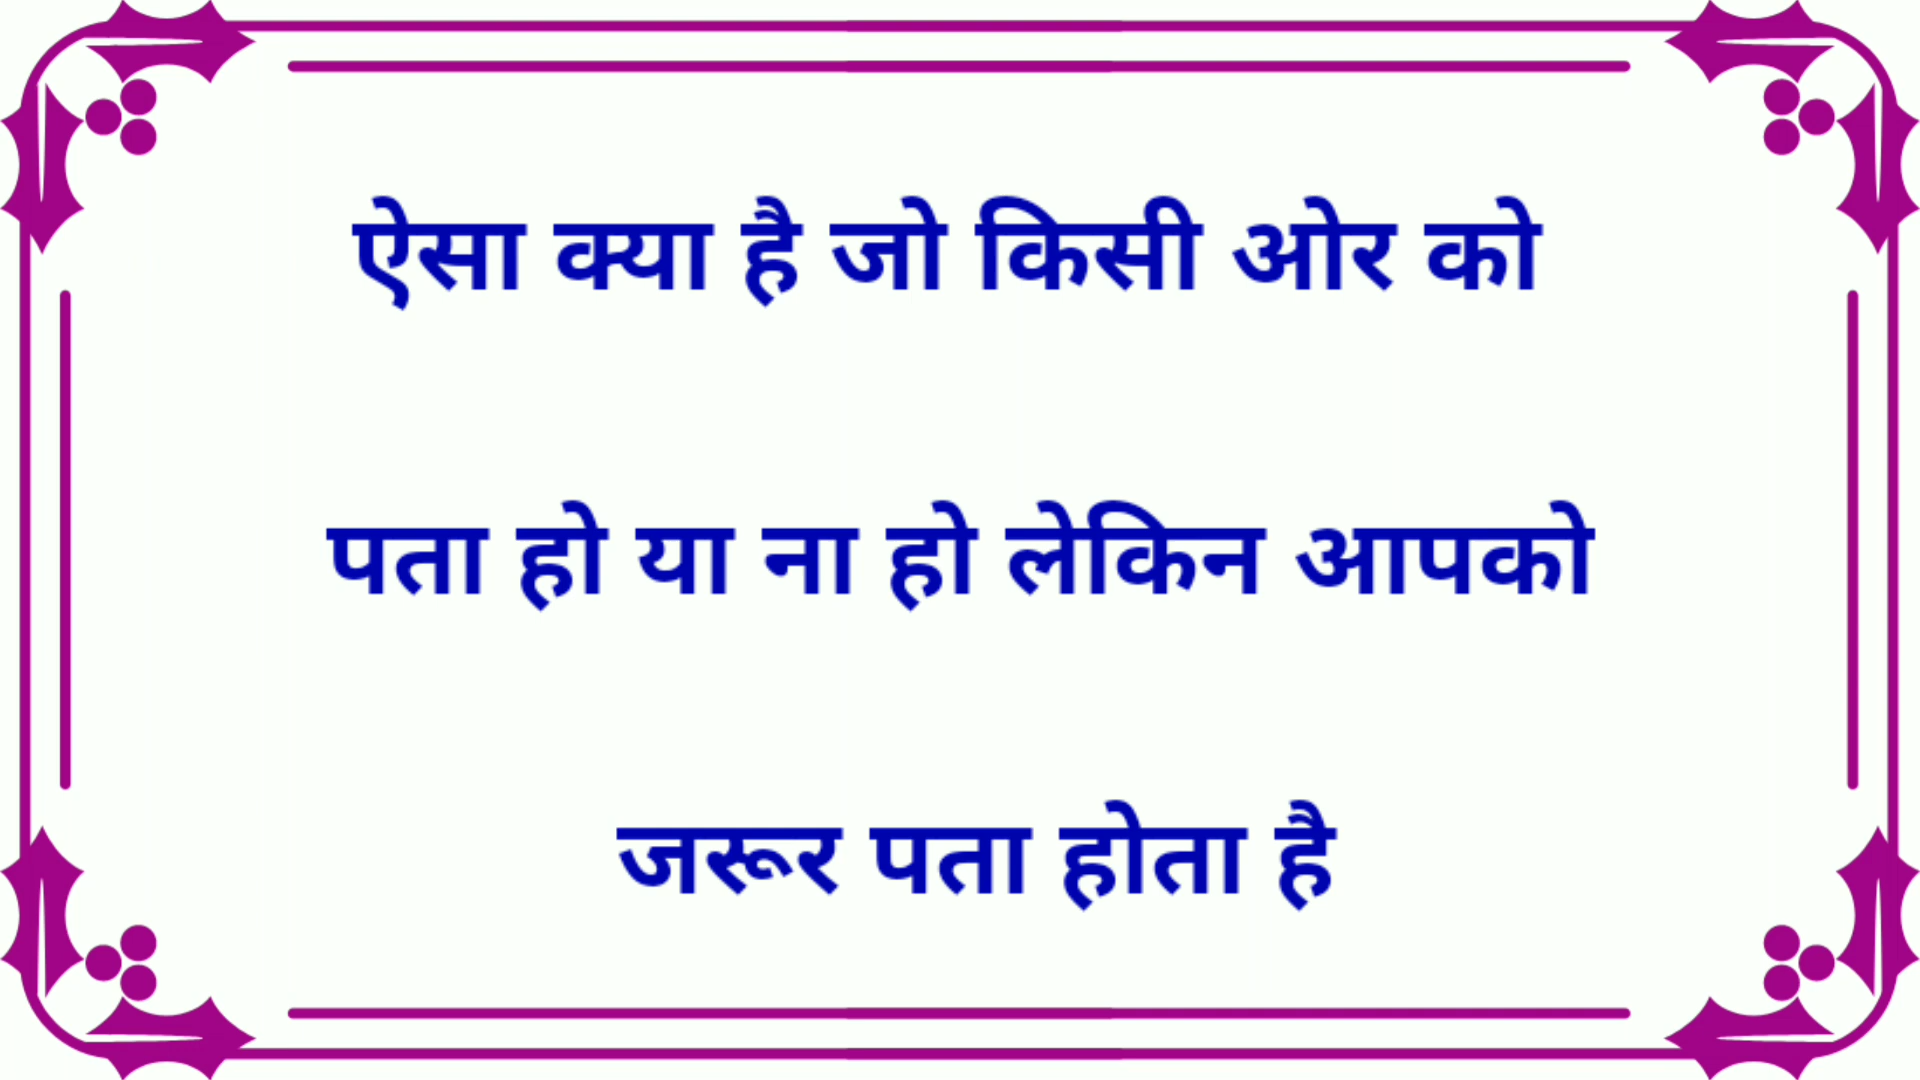 ऐसा क्या है जो किसी ओर को
पता हो या ना हो लेकिन आपको
जरूर पता होता है